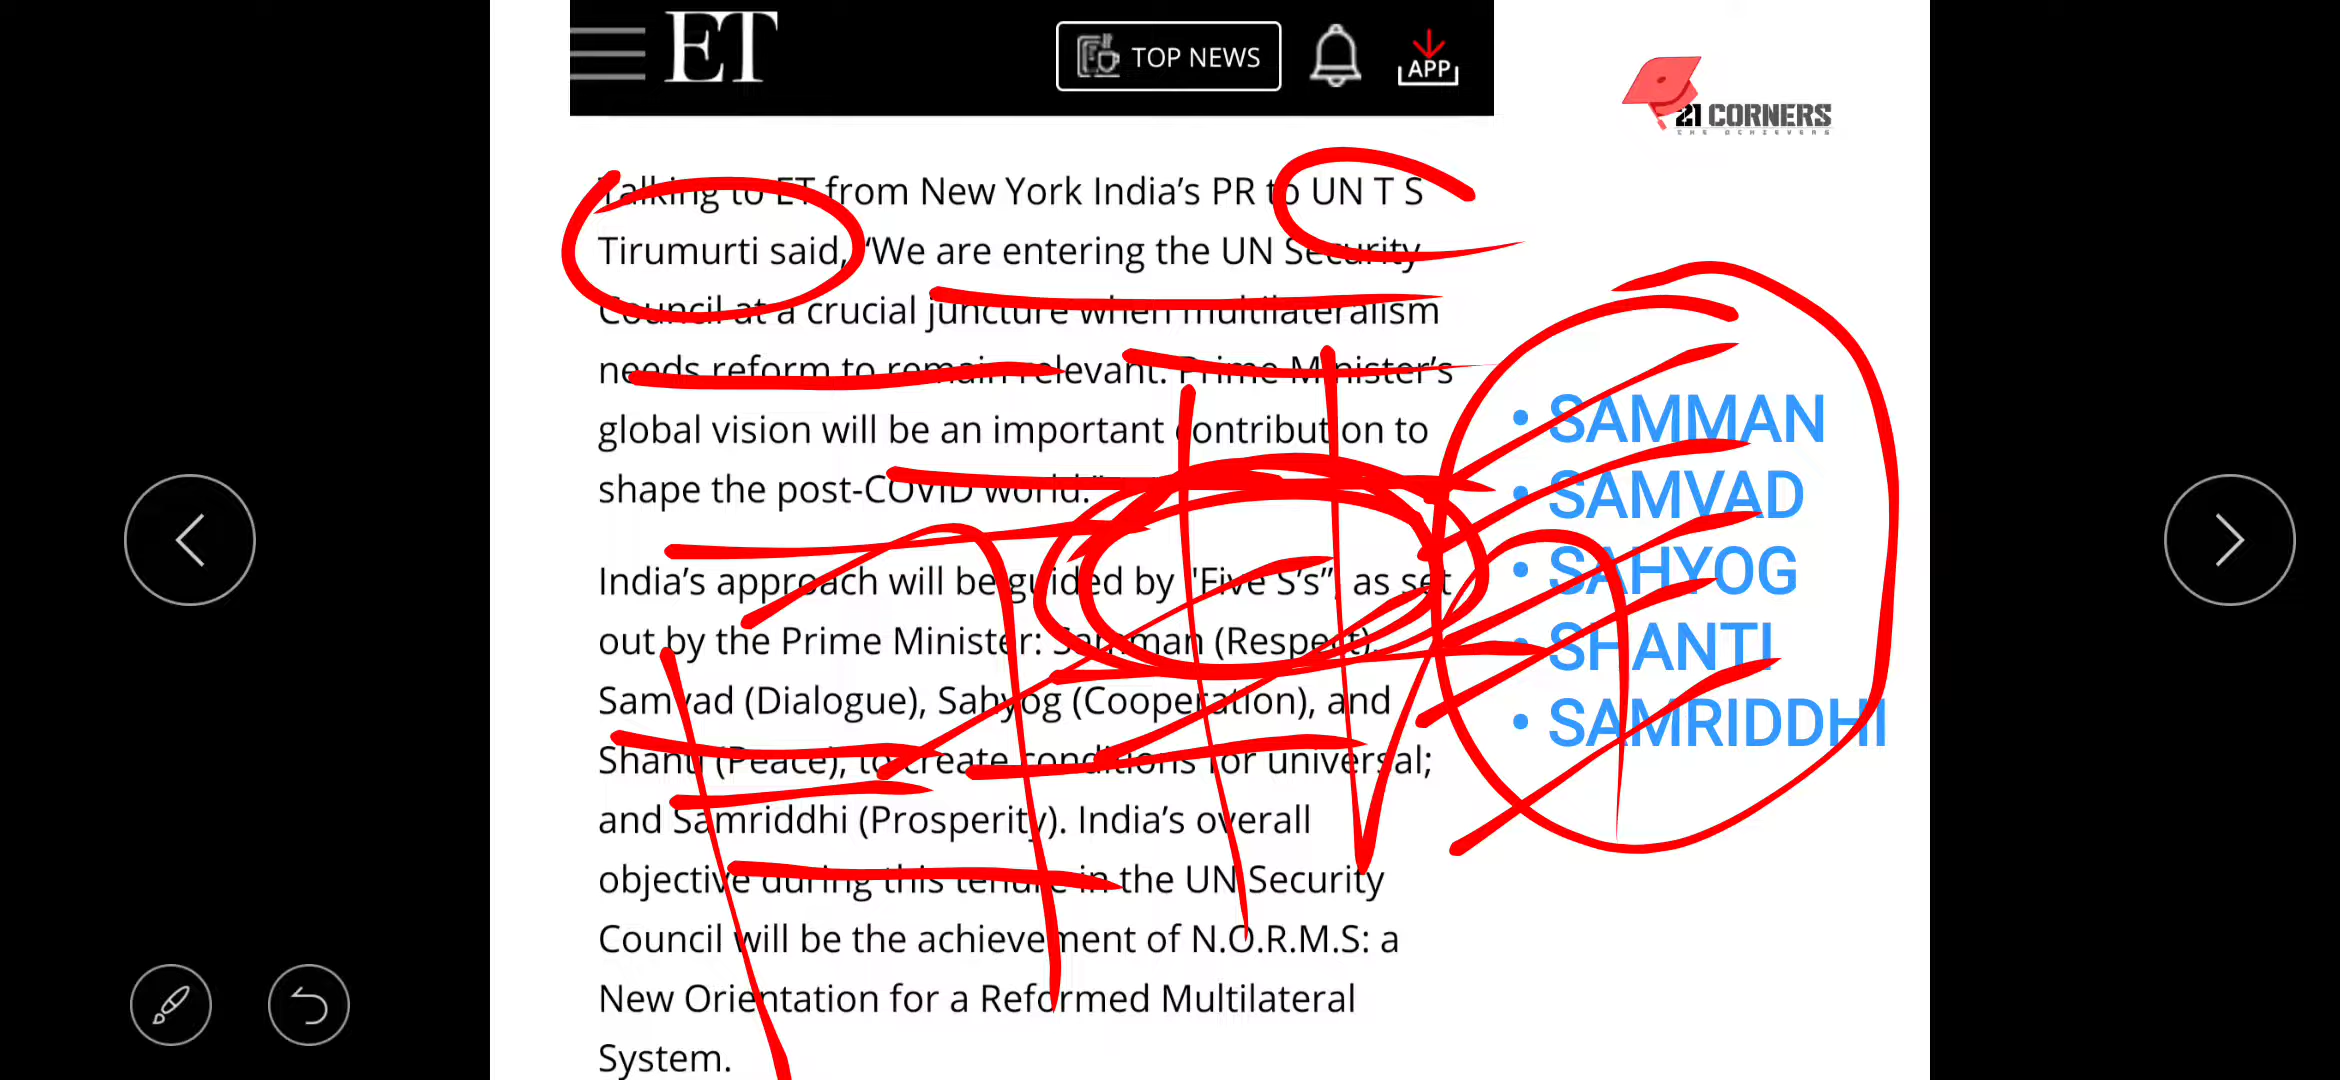 ET
TOP NEWS
APP
21 CORNERS
THE ACHIEVERS
Talking to ET from New York India's PR to UN T S
Tirumurti said, “We are entering the UN Security
Council at a crucial juncture when multilateralism
needs reform to remain relevant. Prime Minister's
global vision will be an important contribution to
shape the post-COVID world.”
India's approach will be guided by "Five S's”, as set
out by the Prime Minister: Samman (Respect),
Samvad (Dialogue), Sahyog (Cooperation), and
Shanti (Peace), to create conditions for universal;
and Samriddhi (Prosperity). India's overall
objective during this tenure in the UN Security
Council will be the achievement of N.O.R.M.S: a
New Orientation for a Reformed Multilateral
System.
• SAMMAN
• SAMVAD
• SAHYOG
• SHANTI
• SAMRIDDHI